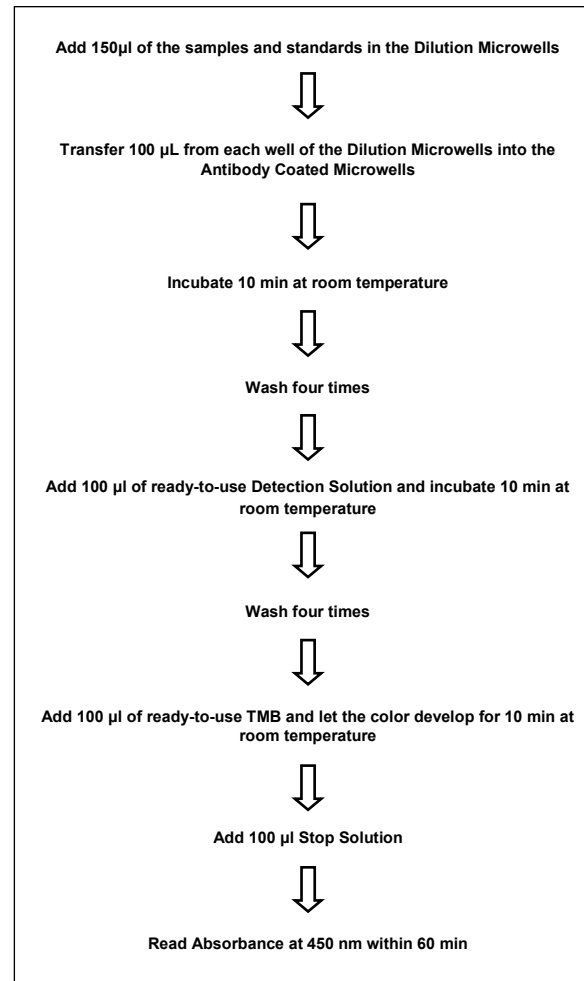 Add 150µl of the samples and standards in the Dilution Microwells
Transfer 100 µL from each well of the Dilution Microwells into the
Antibody Coated Microwells
Incubate 10 min at room temperature
Wash four times
Add 100 µl of ready-to-use Detection Solution and incubate 10 min at
room temperature
Wash four times
Add 100 µl of ready-to-use TMB and let the color develop for 10 min at
room temperature
Add 100 µl Stop Solution
Read Absorbance at 450 nm within 60 min